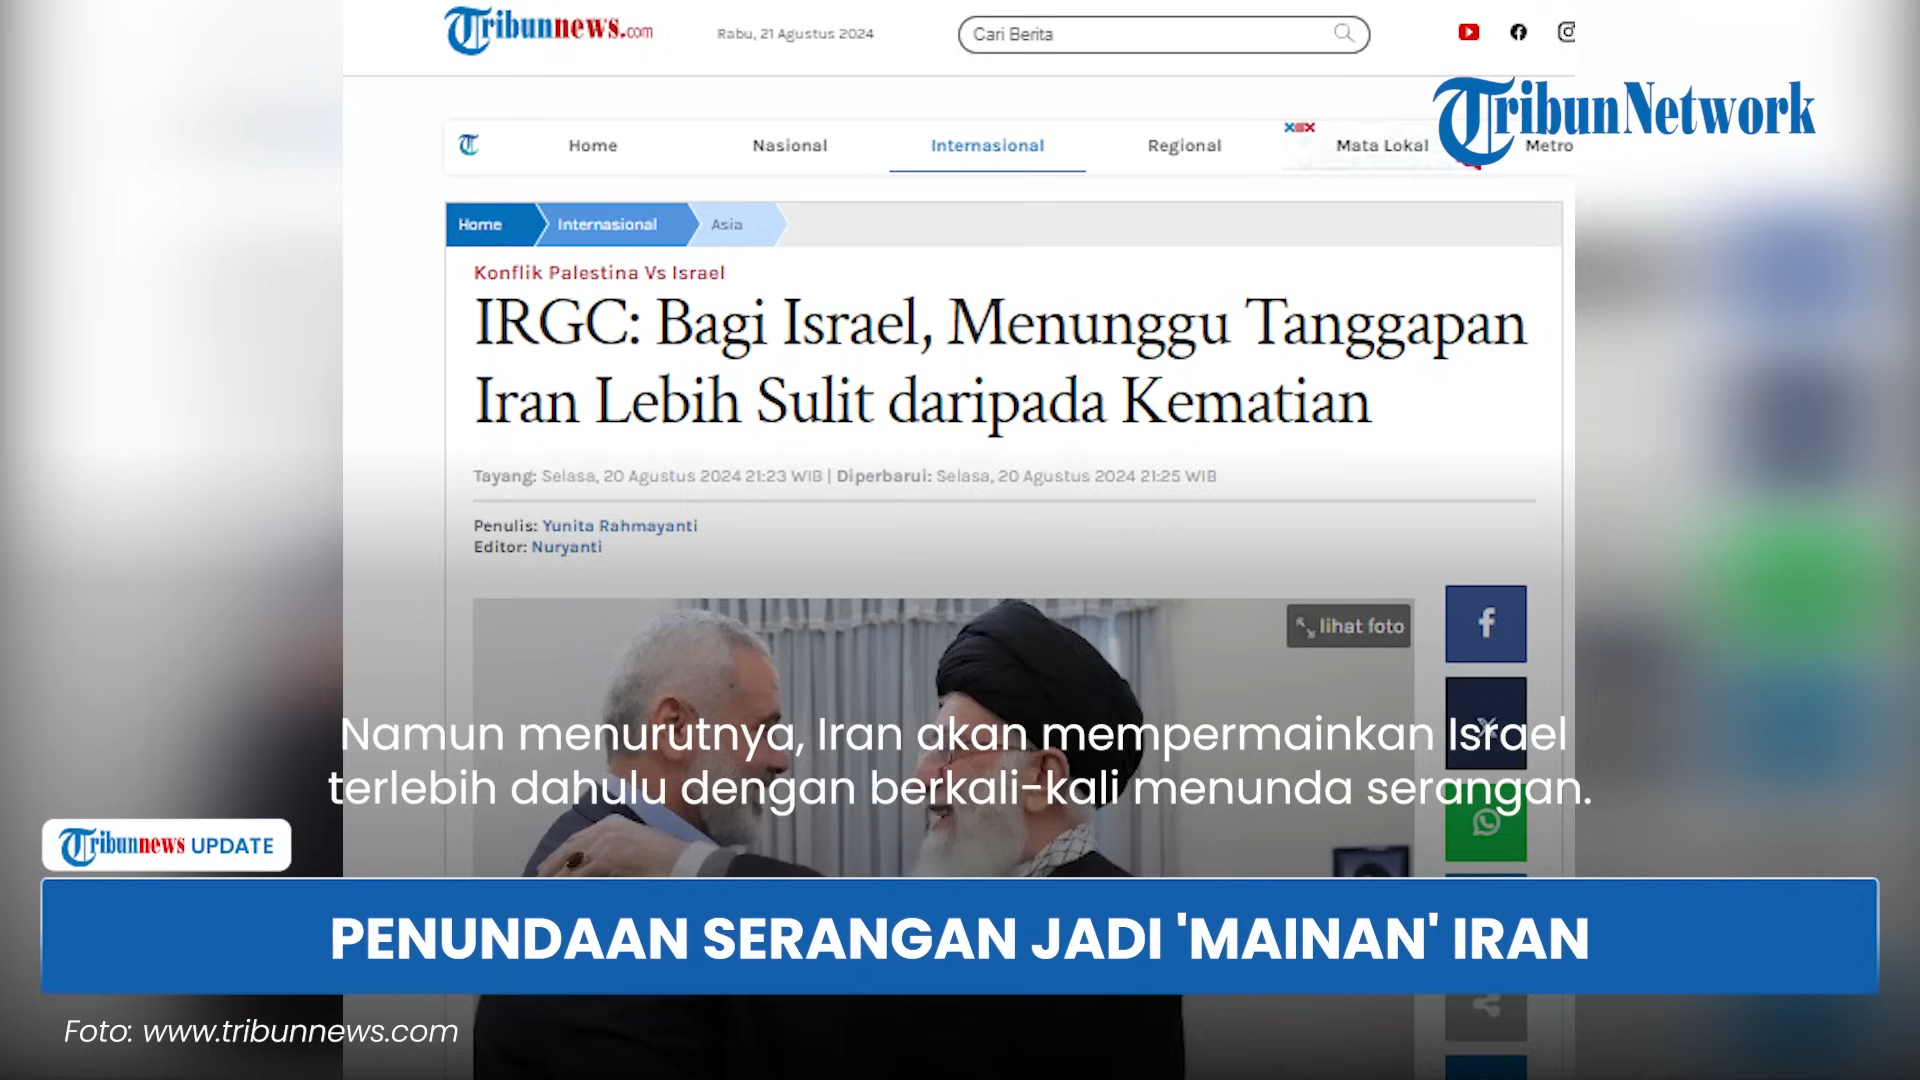 Tribunnews.com
Rabu, 21 Agustus 2024
Cari Berita
TribunNetwork
Home
Nasional
Internasional
Regional
Mata Lokal
Metro
Home
Internasional
Asia
Konflik Palestina Vs Israel
IRGC: Bagi Israel, Menunggu Tanggapan
Iran Lebih Sulit daripada Kematian
Tayang: Selasa, 20 Agustus 2024 21:23 WIB | Diperbarui: Selasa, 20 Agustus 2024 21:25 WIB
Penulis: Yunita Rahmayanti
Editor: Nuryanti
lihat foto
Namun menurutnya, Iran akan mempermainkan Israel
terlebih dahulu dengan berkali-kali menunda serangan.
Tribunnews UPDATE
PENUNDAAN SERANGAN JADI 'MAINAN' IRAN
Foto: www.tribunnews.com